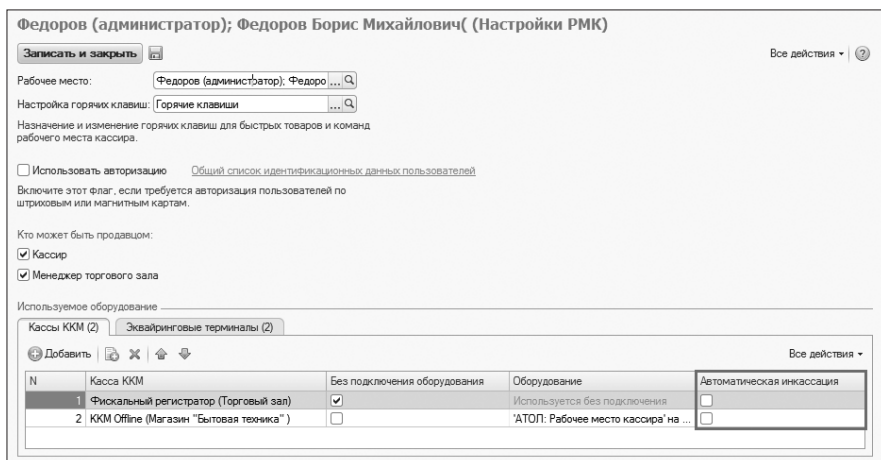 Федоров (администратор); Федоров Борис Михайлович( (Настройки РМК)
Записать и закрыть
Все действия
Рабочее место: Федоров (администратор); Федоро ...
Настройка горячих клавиш: Горячие клавиши ...
Назначение и изменение горячих клавиш для быстрых товаров и команд
рабочего места кассира.
Использовать авторизацию Общий список идентификационных данных пользователей
Включите этот флаг, если требуется авторизация пользователей по
штриховым или магнитным картам.
Кто может быть продавцом:
Кассир
Менеджер торгового зала
Используемое оборудование
Кассы ККМ (2) Эквайринговые терминалы (2)
Добавить Все действия
N Касса ККМ Без подключения оборудования Оборудование Автоматическая инкассация
1 Фискальный регистратор (Торговый зал) Используется без подключения
2 ККМ Offline (Магазин "Бытовая техника" ) 'АТОЛ: Рабочее место кассира' на ...